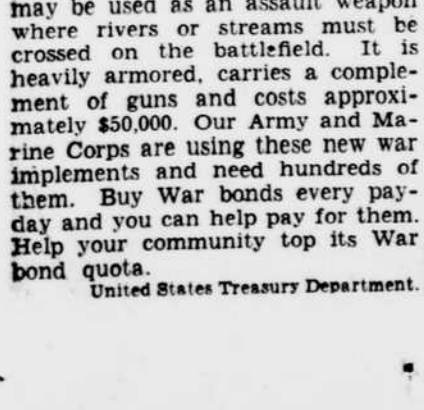 may be used as an assault weapon
where rivers or streams must be
crossed on the battlefield. It is
heavily armored, carries a comple-
ment of guns and costs approxi-
mately $50,000. Our Army and Ma-
rine Corps are using these new war
implements and need hundreds of
them. Buy War bonds every pay-
day and you can help pay for them.
Help your community top its War
bond quota.
United States Treasury Department.